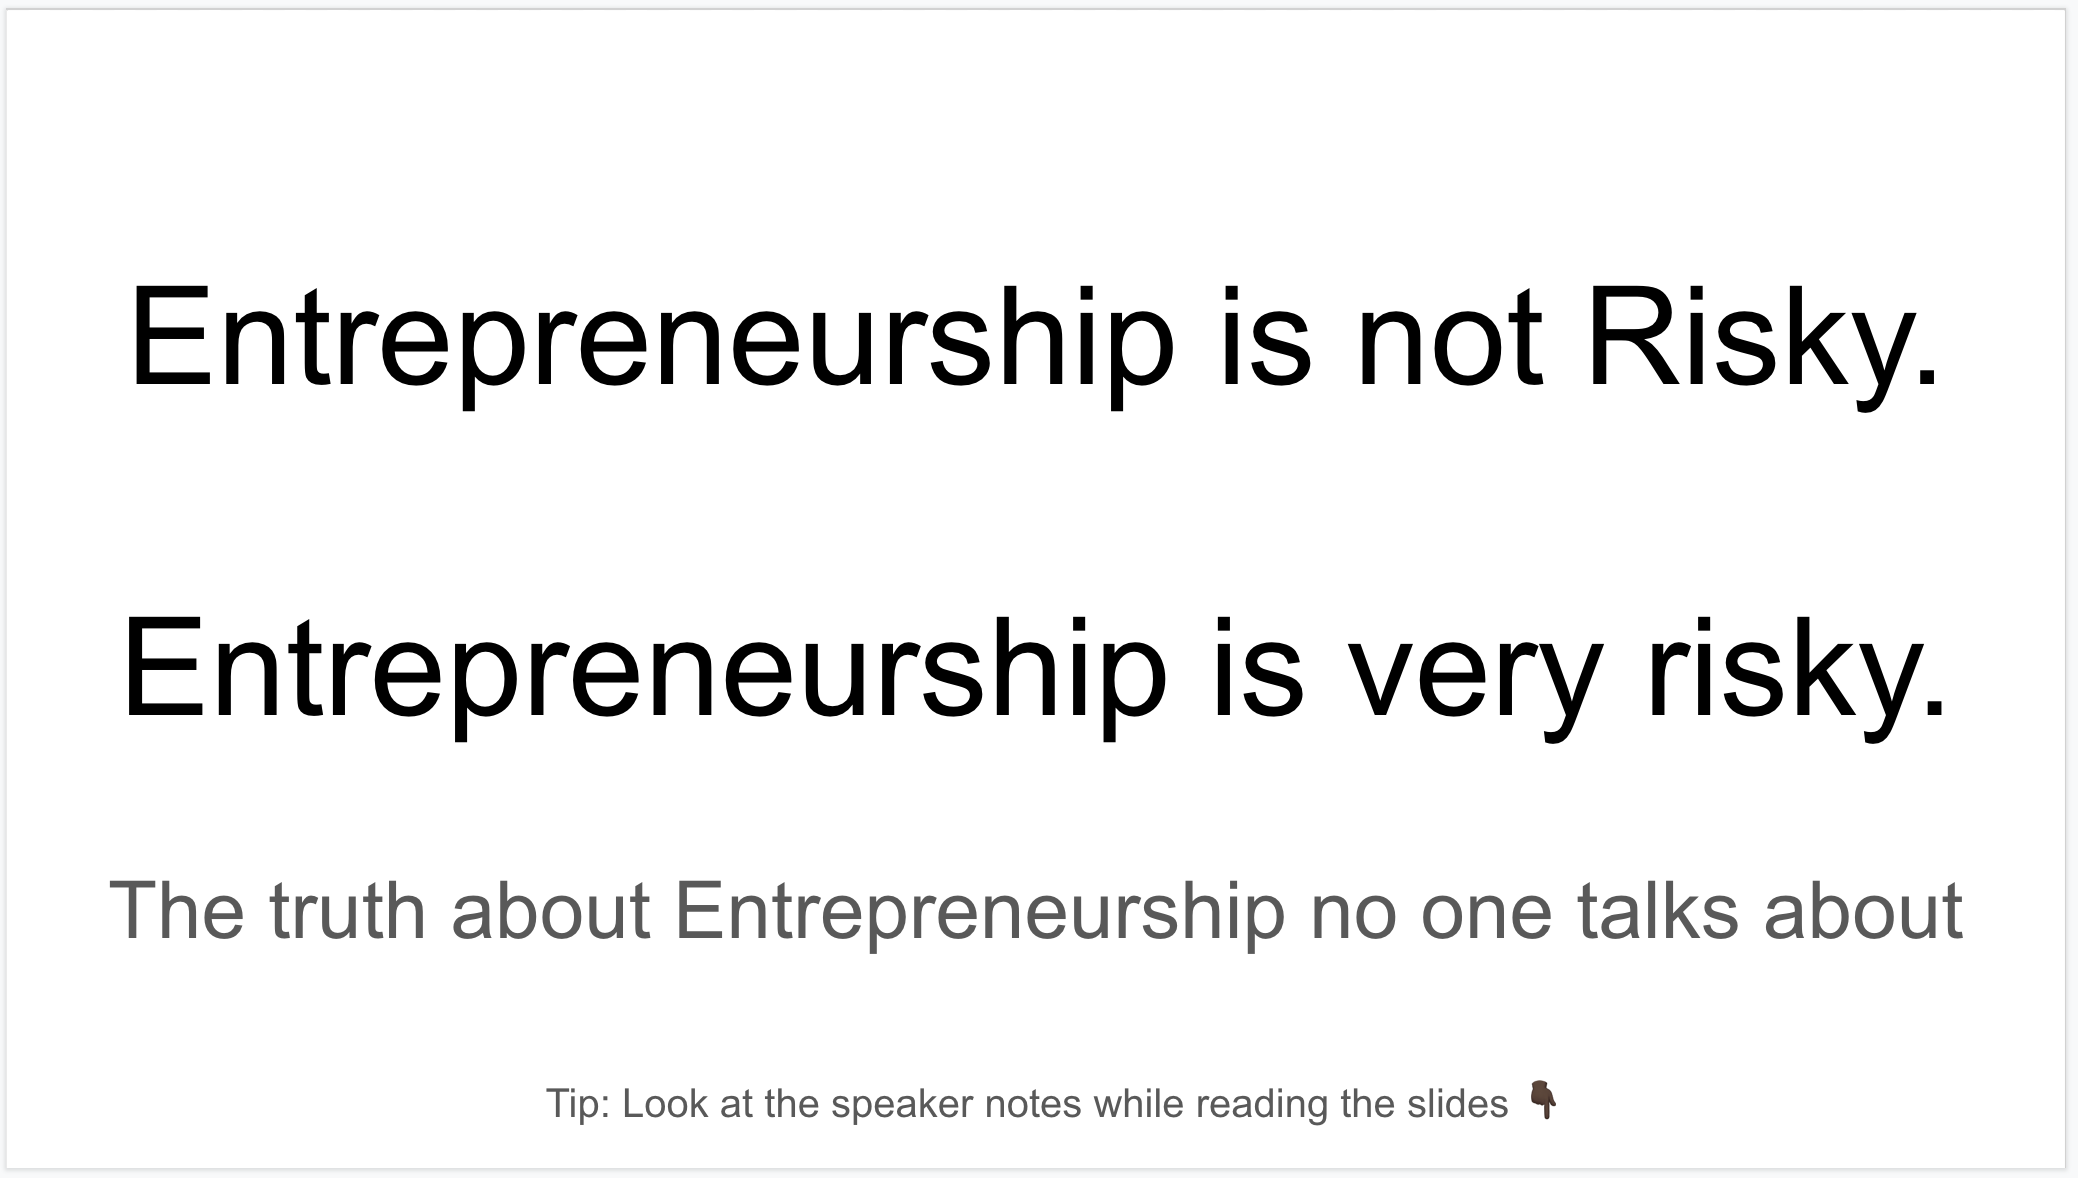 Entrepreneurship is not Risky.
Entrepreneurship is very risky.
The truth about Entrepreneurship no one talks about
Tip: Look at the speaker notes while reading the slides 👇🏿